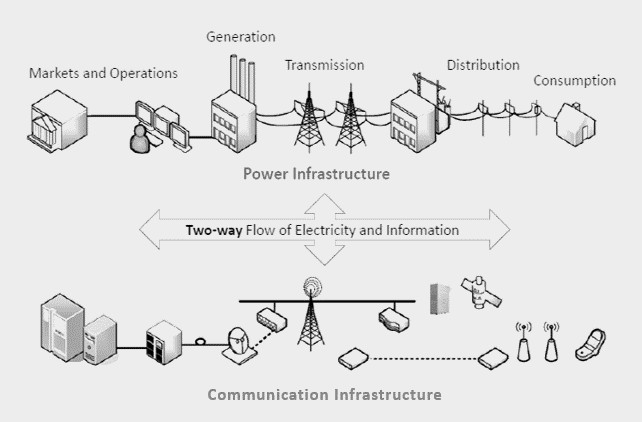 Generation
Markets and Operations
Transmission
Distribution
Consumption
Power Infrastructure
Two-way Flow of Electricity and Information
Communication Infrastructure